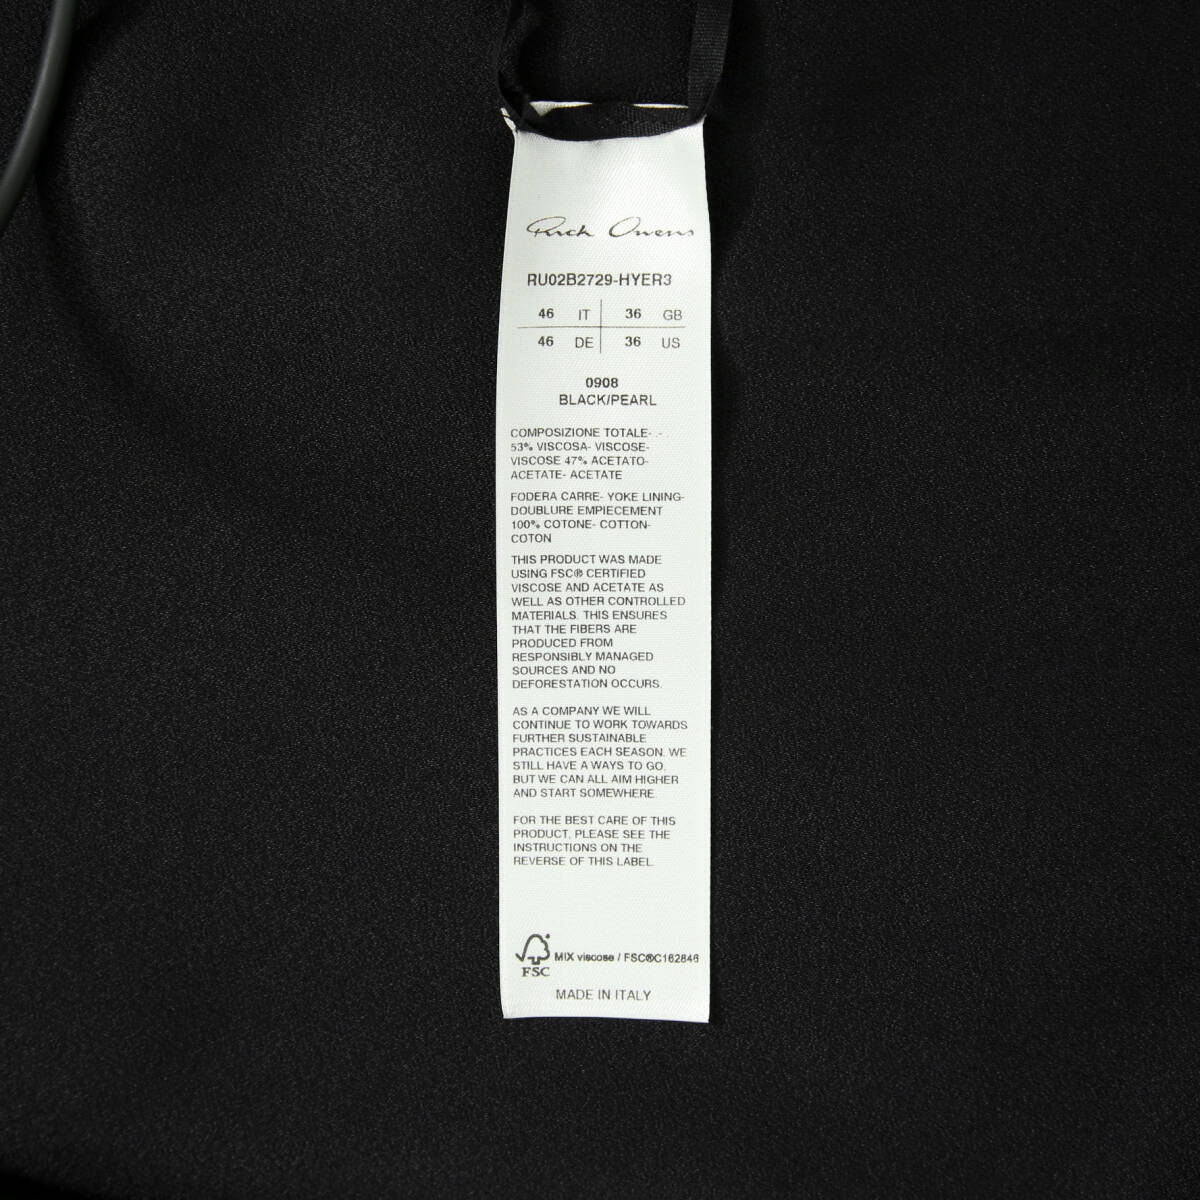 Rick Owens
RU02B2729-HYER3
46 IT 36 GB
46 DE 36 US
0908
BLACK/PEARL
COMPOSIZIONE TOTALE- .- .
53% VISCOSA- VISCOSE-
VISCOSE 47% ACETATO-
ACETATE- ACETATE
FODERA CARRE- YOKE LINING-
DOUBLURE EMPIECEMENT
100% COTONE- COTTON-
COTON
THIS PRODUCT WAS MADE
USING FSC® CERTIFIED
VISCOSE AND ACETATE AS
WELL AS OTHER CONTROLLED
MATERIALS. THIS ENSURES
THAT THE FIBERS ARE
PRODUCED FROM
RESPONSIBLY MANAGED
SOURCES AND NO
DEFORESTATION OCCURS.
AS A COMPANY WE WILL
CONTINUE TO WORK TOWARDS
FURTHER SUSTAINABLE
PRACTICES EACH SEASON. WE
STILL HAVE A WAYS TO GO,
BUT WE CAN ALL AIM HIGHER
AND START SOMEWHERE.
FOR THE BEST CARE OF THIS
PRODUCT, PLEASE SEE THE
INSTRUCTIONS ON THE
REVERSE OF THIS LABEL.
FSC MIX viscose / FSC®C162846
MADE IN ITALY